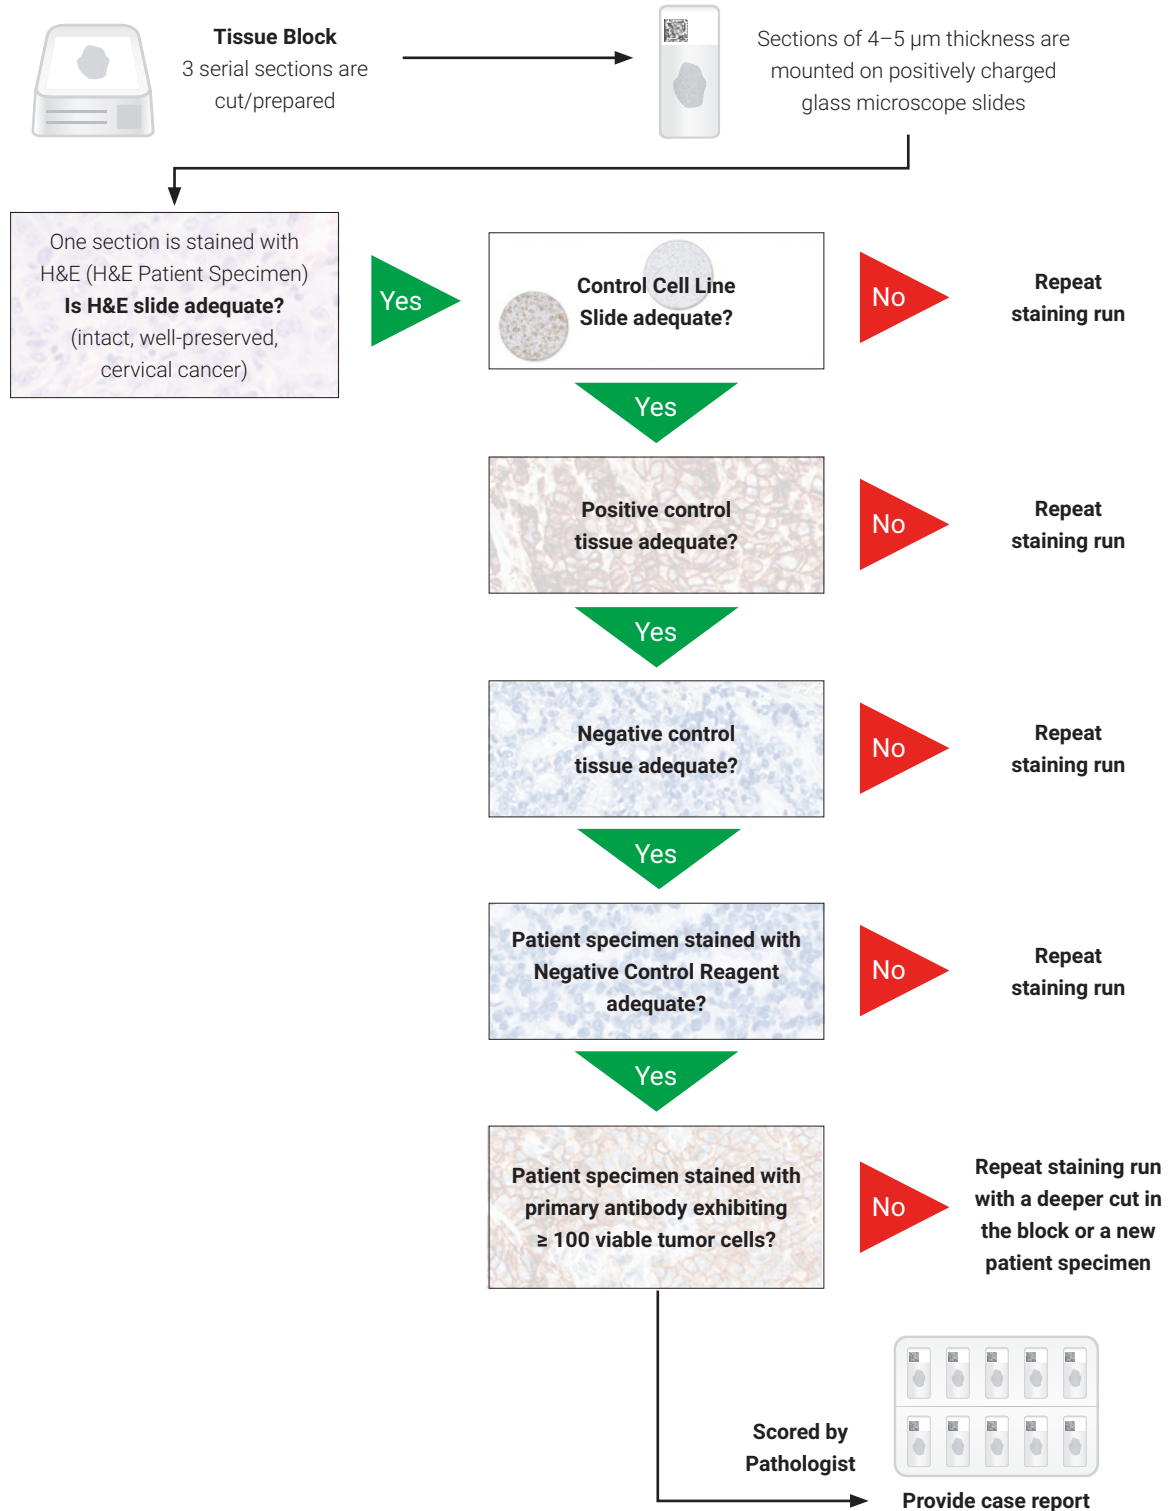 Tissue Block
3 serial sections are
cut/prepared
Sections of 4–5 µm thickness are
mounted on positively charged
glass microscope slides
One section is stained with
H&E (H&E Patient Specimen)
Is H&E slide adequate?
(intact, well-preserved,
cervical cancer)
Yes
Control Cell Line
Slide adequate?
No
Repeat
staining run
Yes
Positive control
tissue adequate?
No
Repeat
staining run
Yes
Negative control
tissue adequate?
No
Repeat
staining run
Yes
Patient specimen stained with
Negative Control Reagent
adequate?
No
Repeat
staining run
Yes
Patient specimen stained with
primary antibody exhibiting
≥ 100 viable tumor cells?
No
Repeat staining run
with a deeper cut in
the block or a new
patient specimen
Scored by
Pathologist
Provide case report